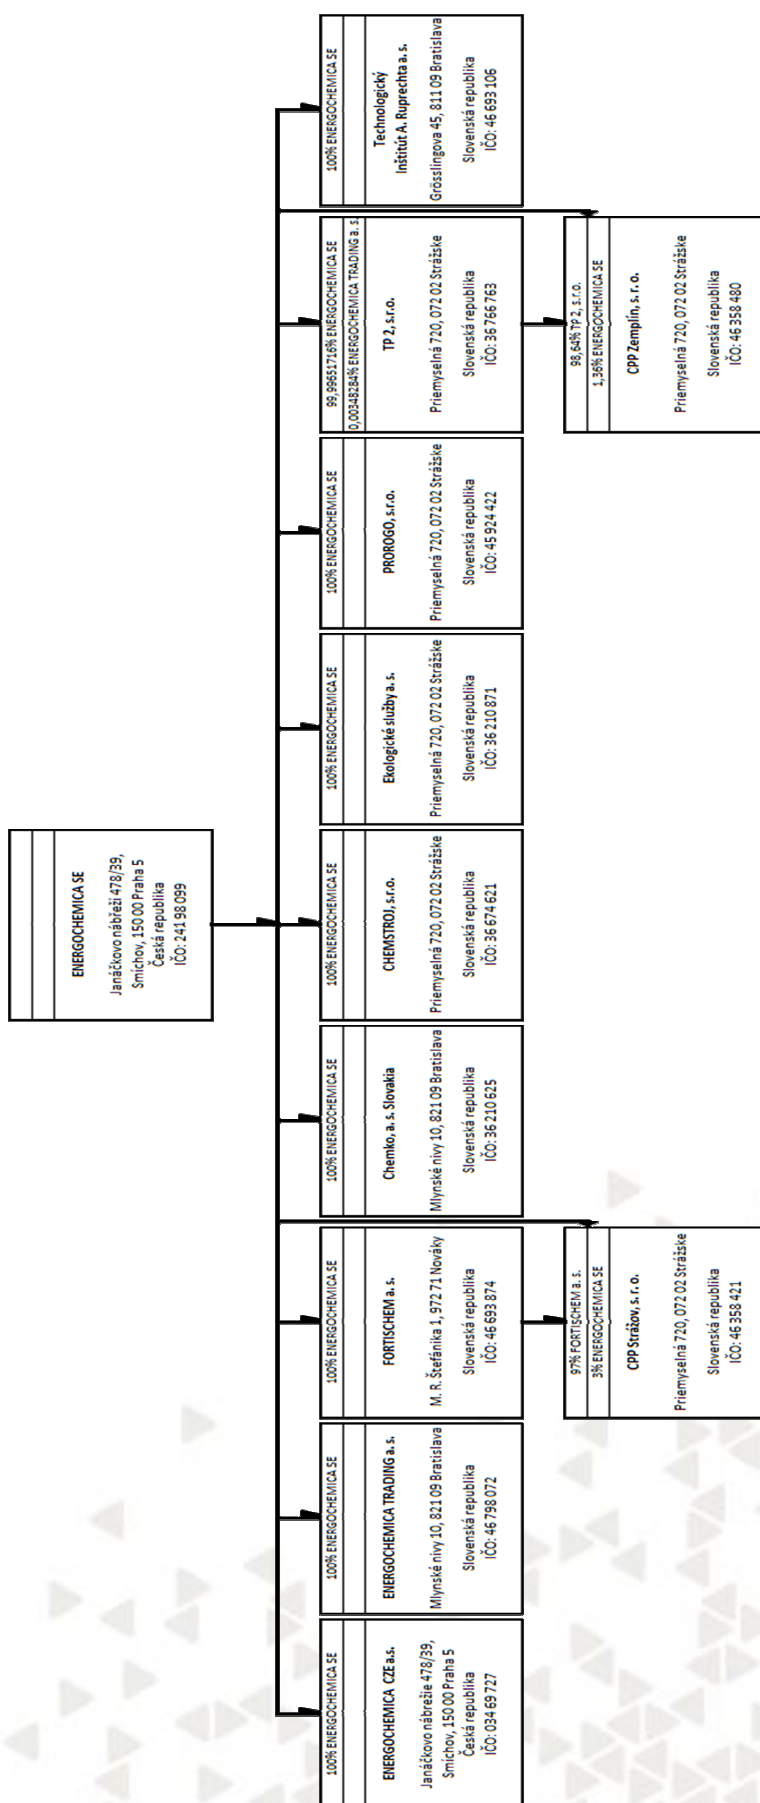 ENERGOCHEMICA SE
Janáčkovo nábřeží 478/39,
Smíchov, 150 00 Praha 5
Česká republika
IČO: 241 98 099
100% ENERGOCHEMICA SE
ENERGOCHEMICA CZE a.s.
Janáčkovo nábrežie 478/39,
Smíchov, 150 00 Praha 5
Česká republika
IČO: 034 69 727
100% ENERGOCHEMICA SE
ENERGOCHEMICA TRADING a. s.
Mlynské nivy 10, 821 09 Bratislava
Slovenská republika
IČO: 46 798 072
100% ENERGOCHEMICA SE
FORTISCHEM a. s.
M. R. Štefánika 1, 972 71 Nováky
Slovenská republika
IČO: 46 693 874
100% ENERGOCHEMICA SE
Chemko, a. s. Slovakia
Mlynské nivy 10, 821 09 Bratislava
Slovenská republika
IČO: 36 210 625
100% ENERGOCHEMICA SE
CHEMSTROJ, s.r.o.
Priemyselná 720, 072 02 Strážske
Slovenská republika
IČO: 36 674 621
100% ENERGOCHEMICA SE
Ekologické služby a. s.
Priemyselná 720, 072 02 Strážske
Slovenská republika
IČO: 36 210 871
100% ENERGOCHEMICA SE
PROROGO, s.r.o.
Priemyselná 720, 072 02 Strážske
Slovenská republika
IČO: 45 924 422
99,99651716% ENERGOCHEMICA SE
0,00348284% ENERGOCHEMICA TRADING a. s.
TP 2, s.r.o.
Priemyselná 720, 072 02 Strážske
Slovenská republika
IČO: 36 766 763
100% ENERGOCHEMICA SE
Technologický
Inštitút A. Ruprechta a. s.
Grösslingova 45, 811 09 Bratislava
Slovenská republika
IČO: 46 693 106
97% FORTISCHEM a. s.
3% ENERGOCHEMICA SE
CPP Strážov, s. r. o.
Priemyselná 720, 072 02 Strážske
Slovenská republika
IČO: 46 358 421
98,64% TP 2, s.r.o.
1,36% ENERGOCHEMICA SE
CPP Zemplín, s. r. o.
Priemyselná 720, 072 02 Strážske
Slovenská republika
IČO: 46 358 480